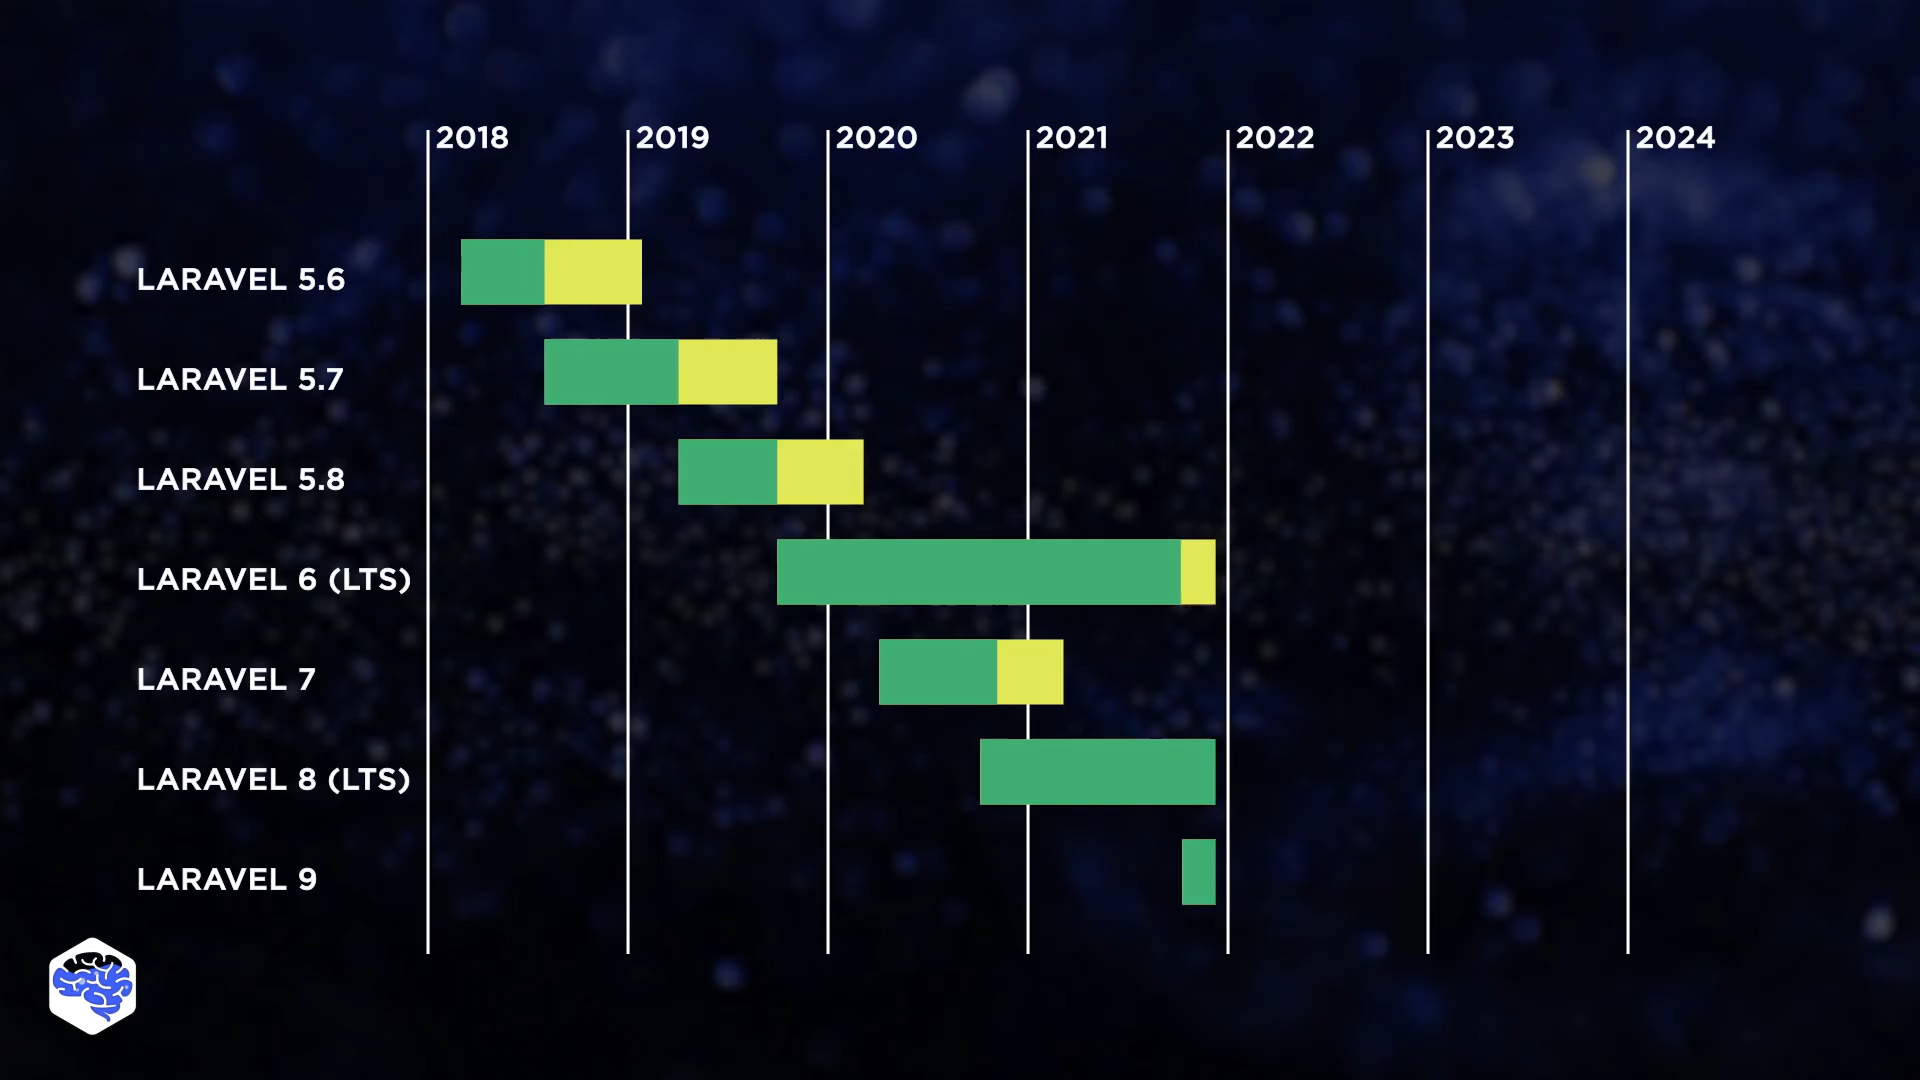 2018 2019 2020 2021 2022 2023 2024
LARAVEL 5.6
LARAVEL 5.7
LARAVEL 5.8
LARAVEL 6 (LTS)
LARAVEL 7
LARAVEL 8 (LTS)
LARAVEL 9